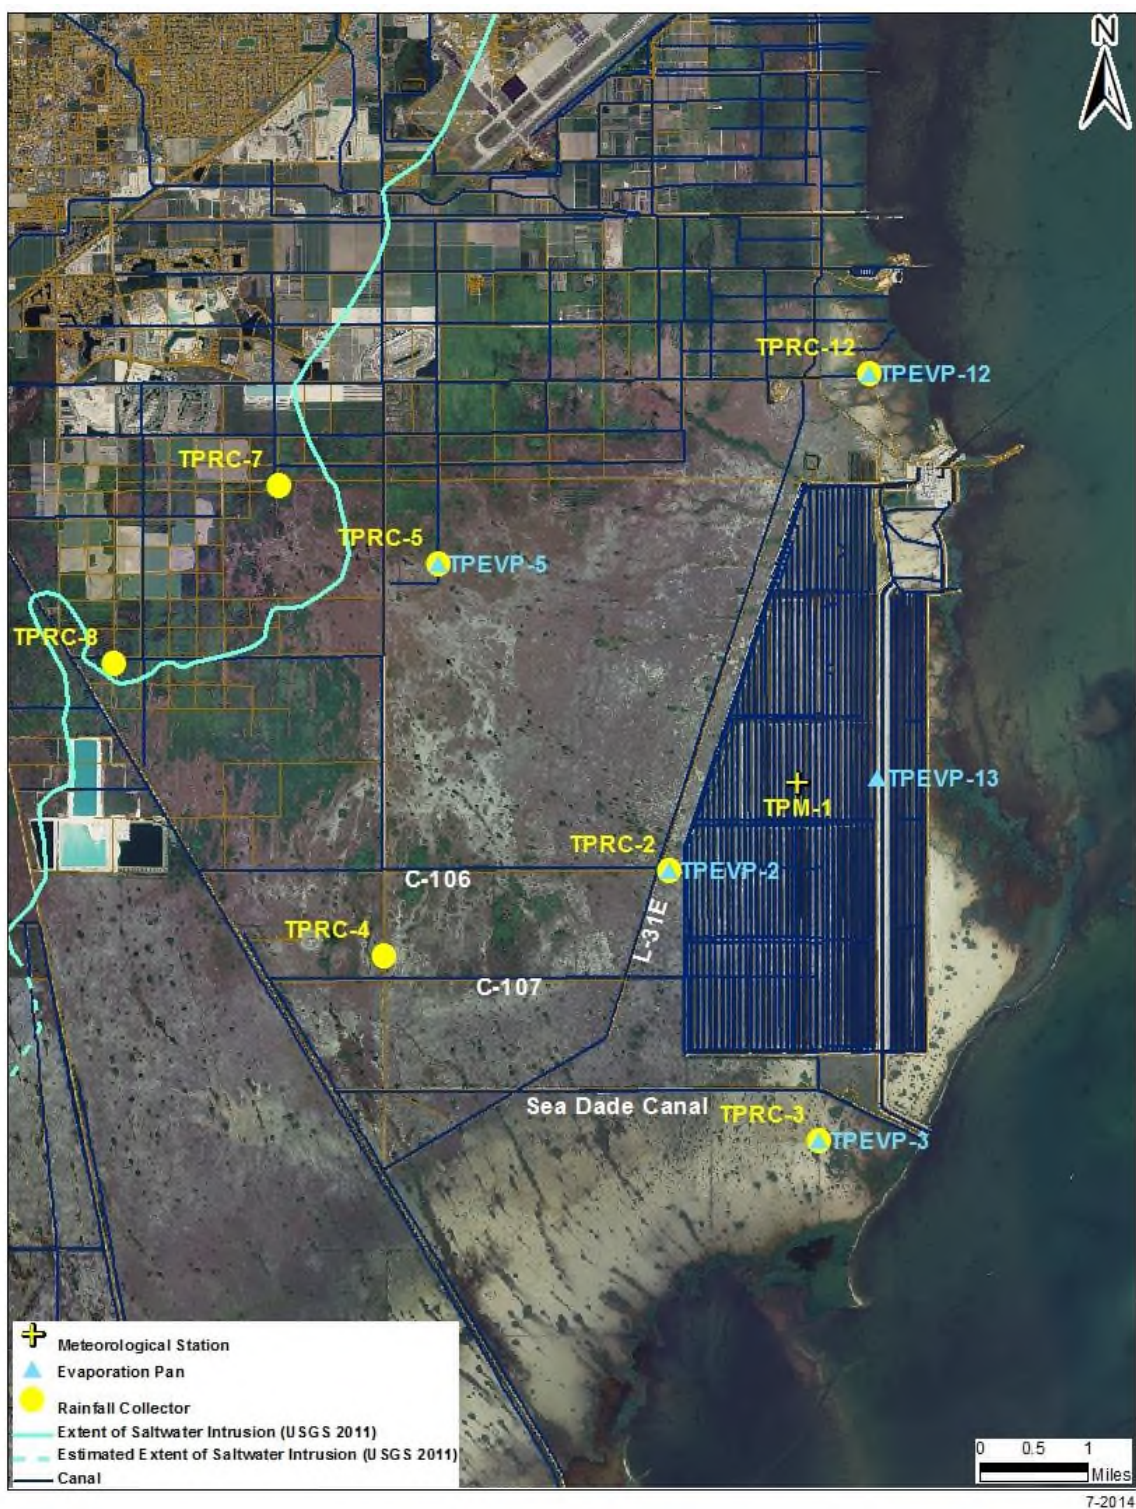 N
TPRC-12
TPEVP-12
TPRC-7
TPRC-5
TPEVP-5
TPRC-8
TPEVP-13
TPM-1
TPRC-2
TPEVP-2
C-106
L-31E
TPRC-4
C-107
Sea Dade Canal
TPRC-3
TPEVP-3
Meteorological Station
Evaporation Pan
Rainfall Collector
Extent of Saltwater Intrusion (USGS 2011)
Estimated Extent of Saltwater Intrusion (USGS 2011)
Canal
0 0.5 1
Miles
7-2014